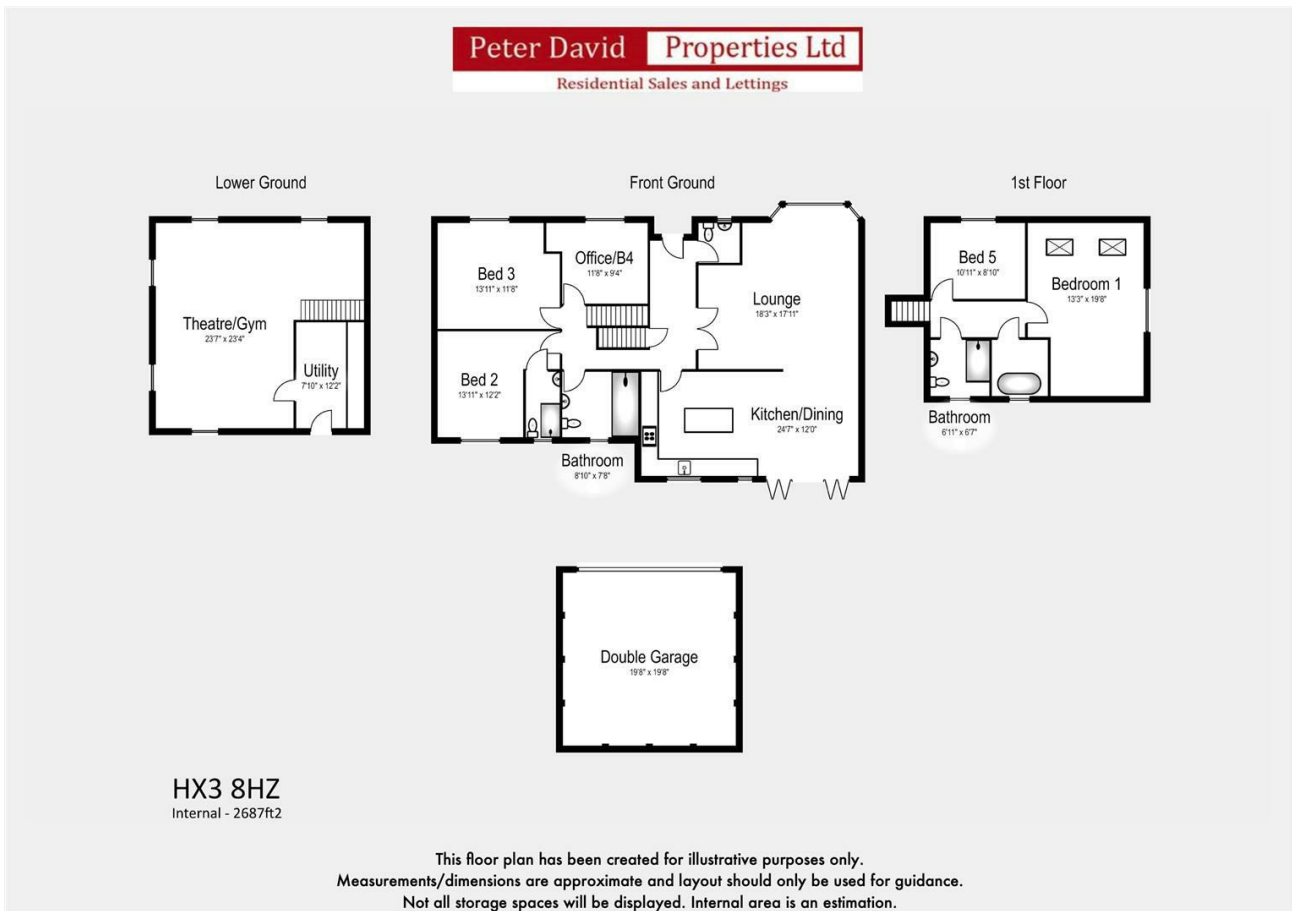 Peter David Properties Ltd
Residential Sales and Lettings
Lower Ground
Front Ground
1st Floor
Theatre/Gym
23'7" x 23'4"
Utility
7'10" x 12'2"
Bed 3
13'11" x 11'8"
Office/B4
11'8" x 9'4"
Lounge
18'3" x 17'11"
Bed 2
13'11" x 12'2"
Kitchen/Dining
24'7" x 12'0"
Bathroom
8'10" x 7'8"
Bed 5
10'11" x 8'10"
Bedroom 1
13'3" x 19'8"
Bathroom
6'11" x 6'7"
Double Garage
19'8" x 19'8"
HX3 8HZ
Internal - 2687ft2
This floor plan has been created for illustrative purposes only.
Measurements/dimensions are approximate and layout should only be used for guidance.
Not all storage spaces will be displayed. Internal area is an estimation.